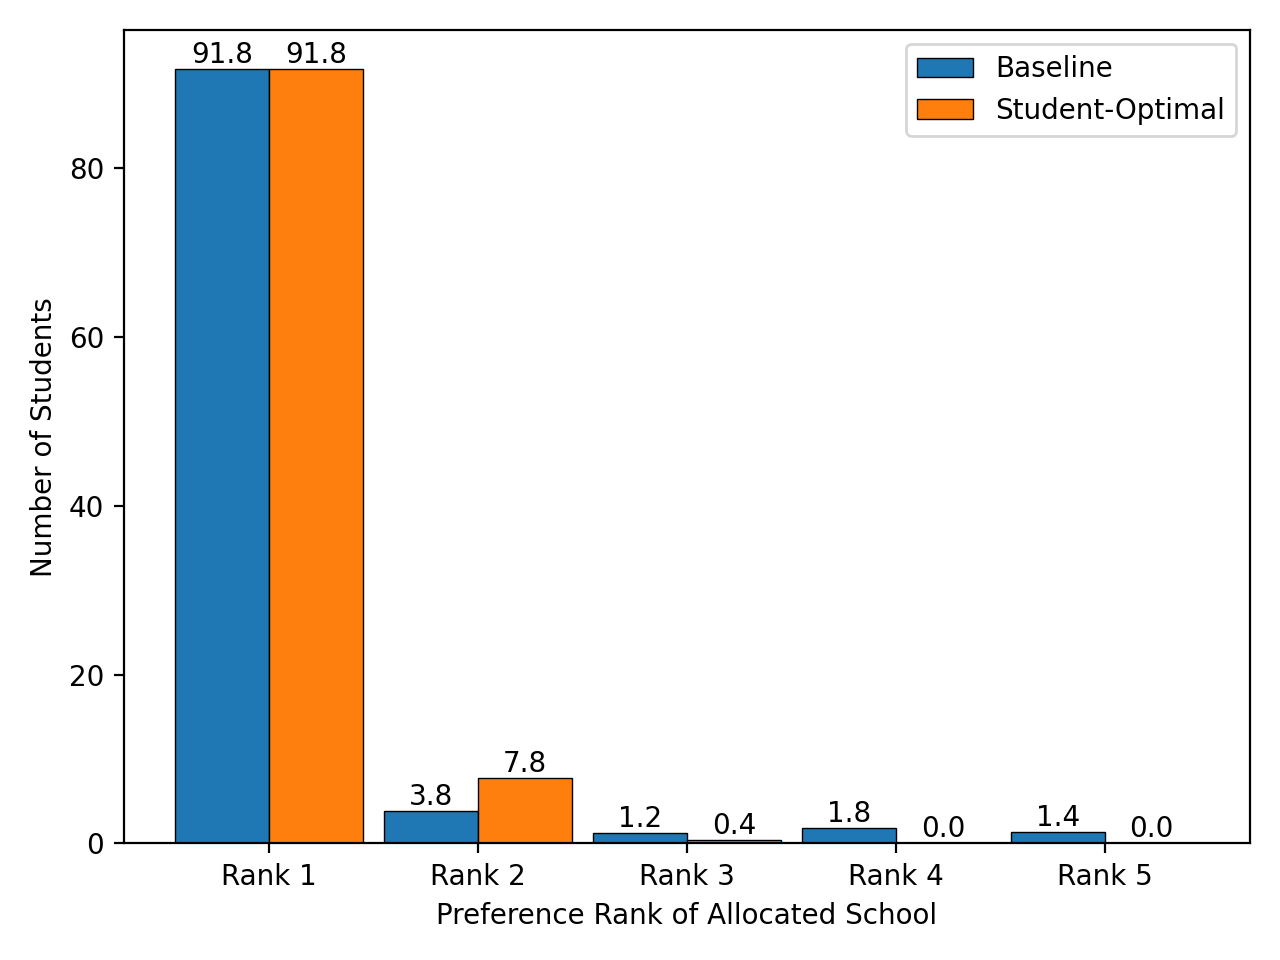 91.8 91.8
Baseline
Student-Optimal
80
60
40
20
0
Number of Students
3.8 7.8
1.2 0.4
1.8 0.0
1.4 0.0
Rank 1 Rank 2 Rank 3 Rank 4 Rank 5
Preference Rank of Allocated School